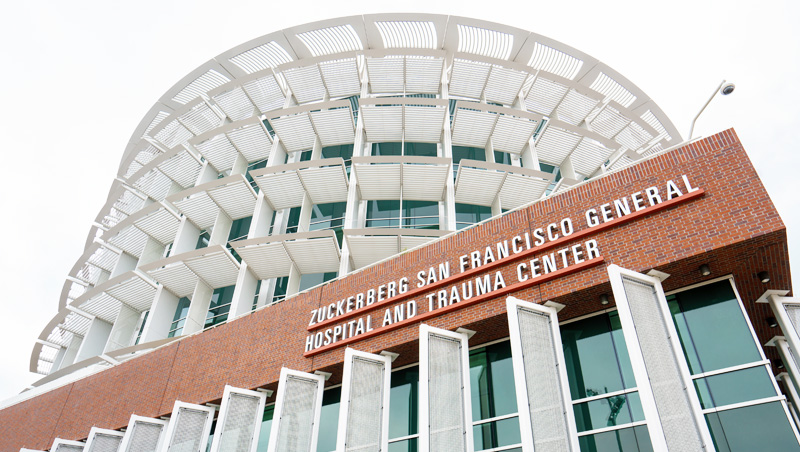 ZUCKERBERG SAN FRANCISCO GENERAL
HOSPITAL AND TRAUMA CENTER